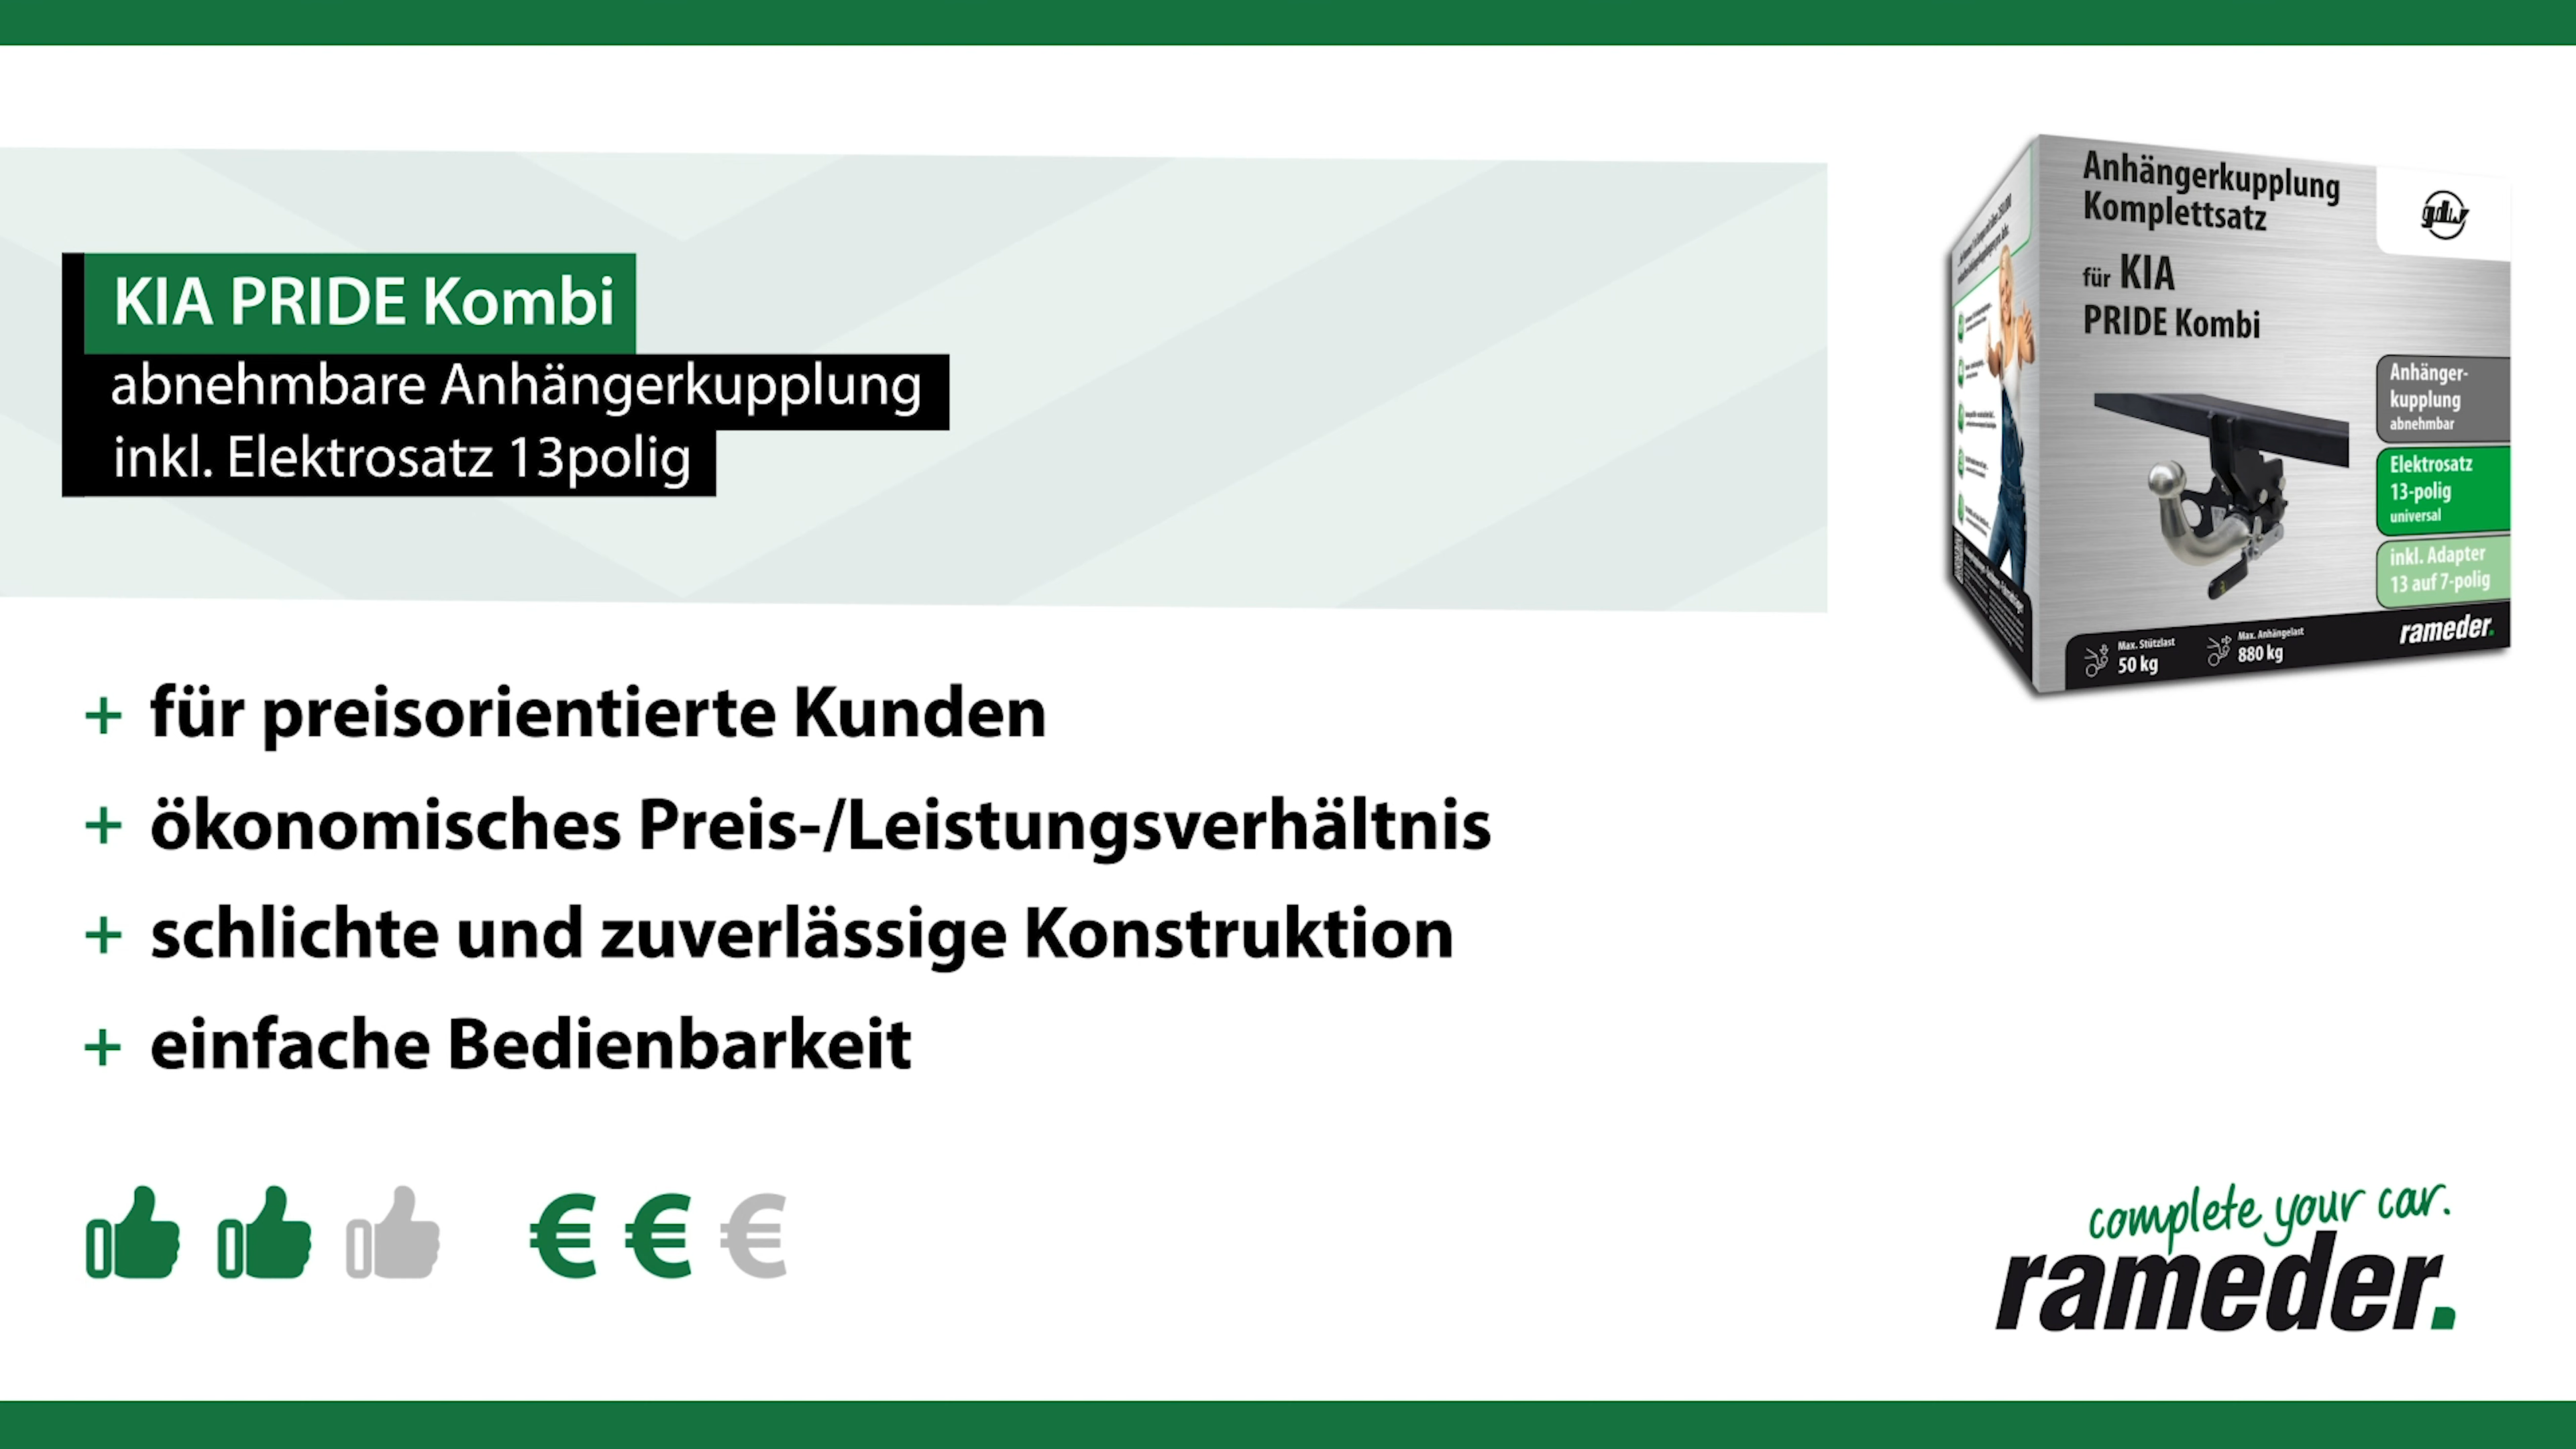 KIA PRIDE Kombi
abnehmbare Anhängerkupplung
inkl. Elektrosatz 13polig
+ für preisorientierte Kunden
+ ökonomisches Preis-/Leistungsverhältnis
+ schlichte und zuverlässige Konstruktion
+ einfache Bedienbarkeit
€ € €
Anhängerkupplung
Komplettsatz
für KIA
PRIDE Kombi
gdw
Anhänger-
kupplung
abnehmbar
Elektrosatz
13-polig
universal
inkl. Adapter
13 auf 7-polig
Max. Stützlast
50 kg
Max. Anhängelast
880 kg
rameder.
complete your car.
rameder.